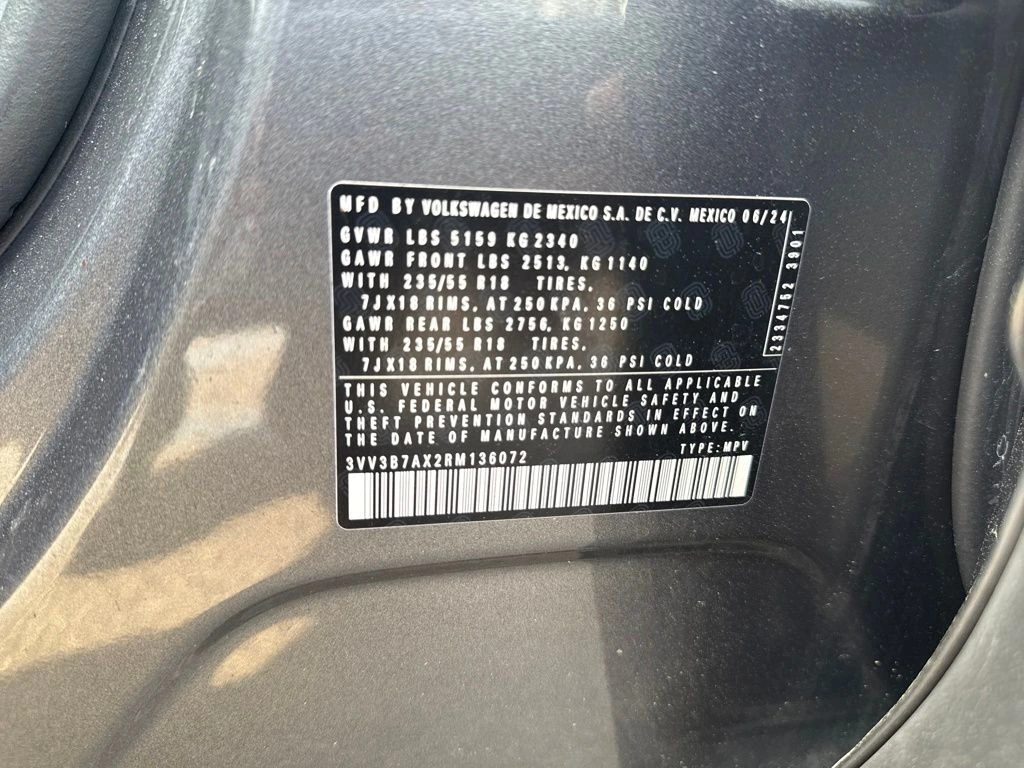 MFD BY VOLKSWAGEN DE MEXICO S.A. DE C.V. MEXICO 06/24
GVWR LBS 5159 KG 2340
GAWR FRONT LBS 2513, KG 1140
WITH 235/55 R18 TIRES,
7JX18 RIMS, AT 250 KPA, 36 PSI COLD
GAWR REAR LBS 2756, KG 1250
WITH 235/55 R18 TIRES,
7JX18 RIMS, AT 250 KPA, 36 PSI COLD
2334752 3901
THIS VEHICLE CONFORMS TO ALL APPLICABLE
U.S. FEDERAL MOTOR VEHICLE SAFETY AND
THEFT PREVENTION STANDARDS IN EFFECT ON
THE DATE OF MANUFACTURE SHOWN ABOVE.
TYPE: MPV
3VV3B7AX2RM136072